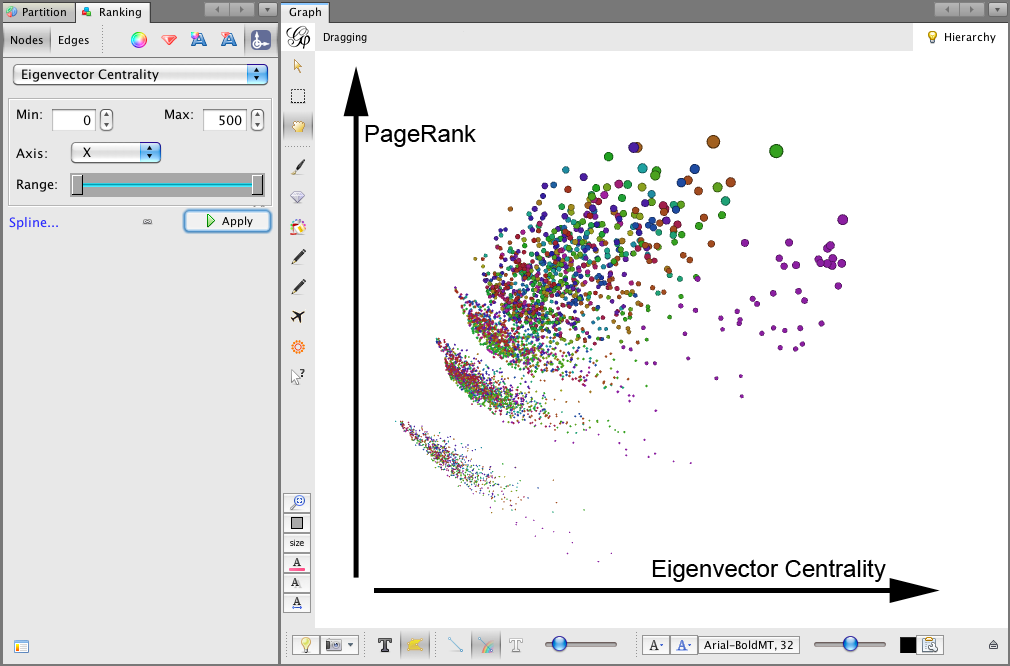 Partition
Ranking
Graph
Nodes
Edges
A
A
Dragging
Hierarchy
Eigenvector Centrality
Min:
0
Max:
500
Axis:
X
Range:
Spline...
Apply
PageRank
Eigenvector Centrality
?
size
A
A
A
T
T
A
A
Arial-BoldMT, 32